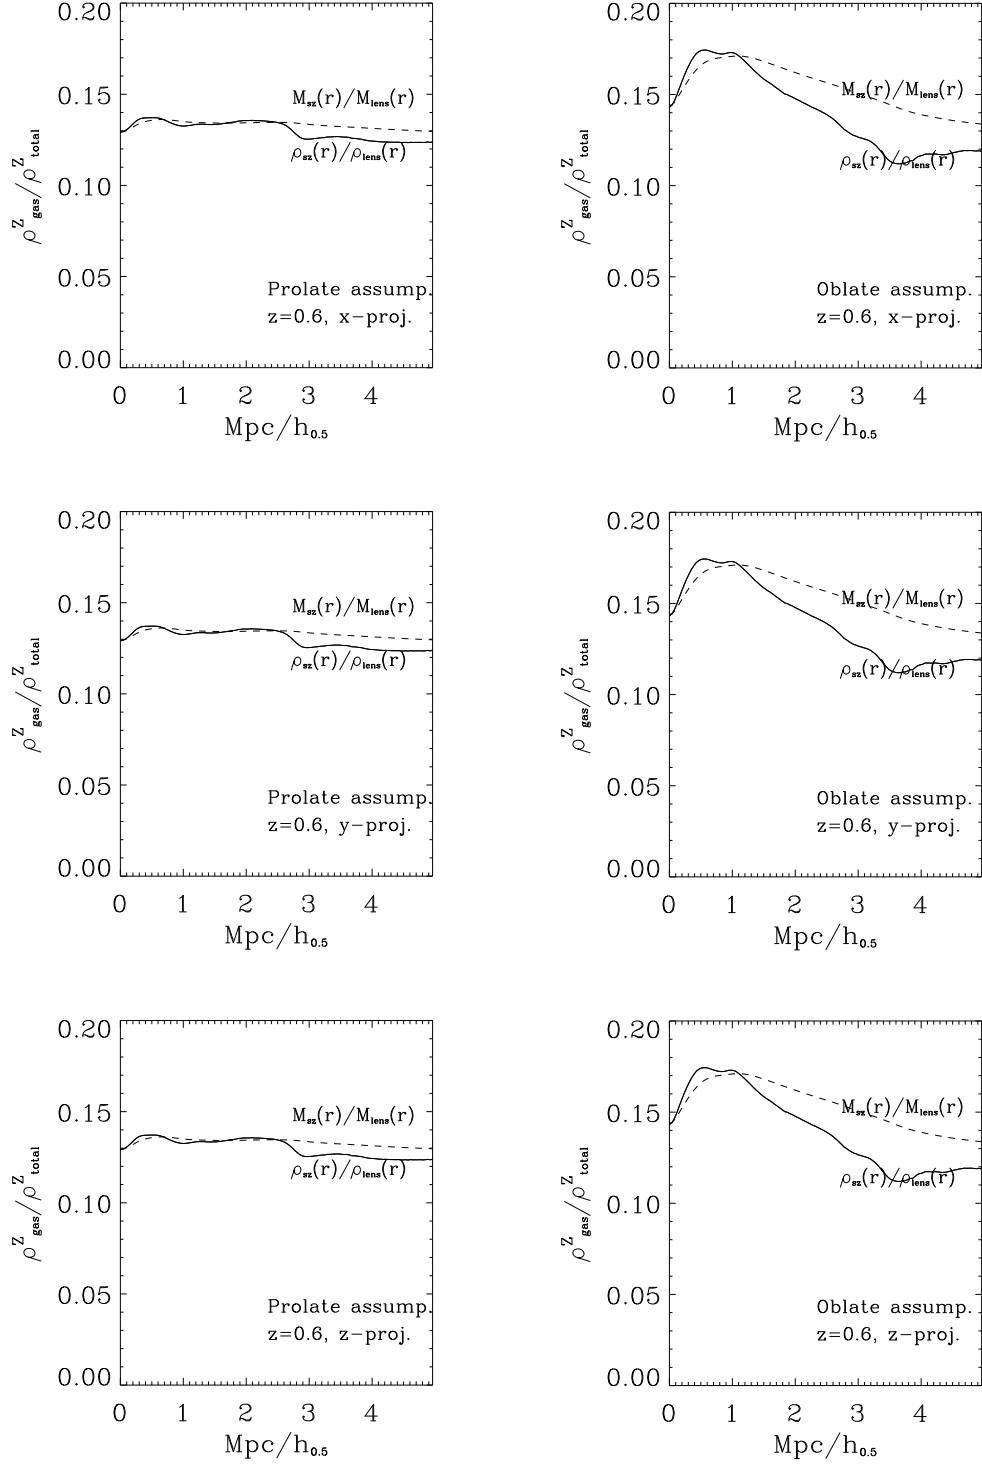 0.20
0.15
0.10
0.05
0.00
ρ^Z_gas/ρ^Z_total
M_sz(r)/M_lens(r)
ρ_sz(r)/ρ_lens(r)
Prolate assump.
z=0.6, x-proj.
0 1 2 3 4
Mpc/h_0.5
0.20
0.15
0.10
0.05
0.00
ρ^Z_gas/ρ^Z_total
M_sz(r)/M_lens(r)
ρ_sz(r)/ρ_lens(r)
Oblate assump.
z=0.6, x-proj.
0 1 2 3 4
Mpc/h_0.5
0.20
0.15
0.10
0.05
0.00
ρ^Z_gas/ρ^Z_total
M_sz(r)/M_lens(r)
ρ_sz(r)/ρ_lens(r)
Prolate assump.
z=0.6, y-proj.
0 1 2 3 4
Mpc/h_0.5
0.20
0.15
0.10
0.05
0.00
ρ^Z_gas/ρ^Z_total
M_sz(r)/M_lens(r)
ρ_sz(r)/ρ_lens(r)
Oblate assump.
z=0.6, y-proj.
0 1 2 3 4
Mpc/h_0.5
0.20
0.15
0.10
0.05
0.00
ρ^Z_gas/ρ^Z_total
M_sz(r)/M_lens(r)
ρ_sz(r)/ρ_lens(r)
Prolate assump.
z=0.6, z-proj.
0 1 2 3 4
Mpc/h_0.5
0.20
0.15
0.10
0.05
0.00
ρ^Z_gas/ρ^Z_total
M_sz(r)/M_lens(r)
ρ_sz(r)/ρ_lens(r)
Oblate assump.
z=0.6, z-proj.
0 1 2 3 4
Mpc/h_0.5